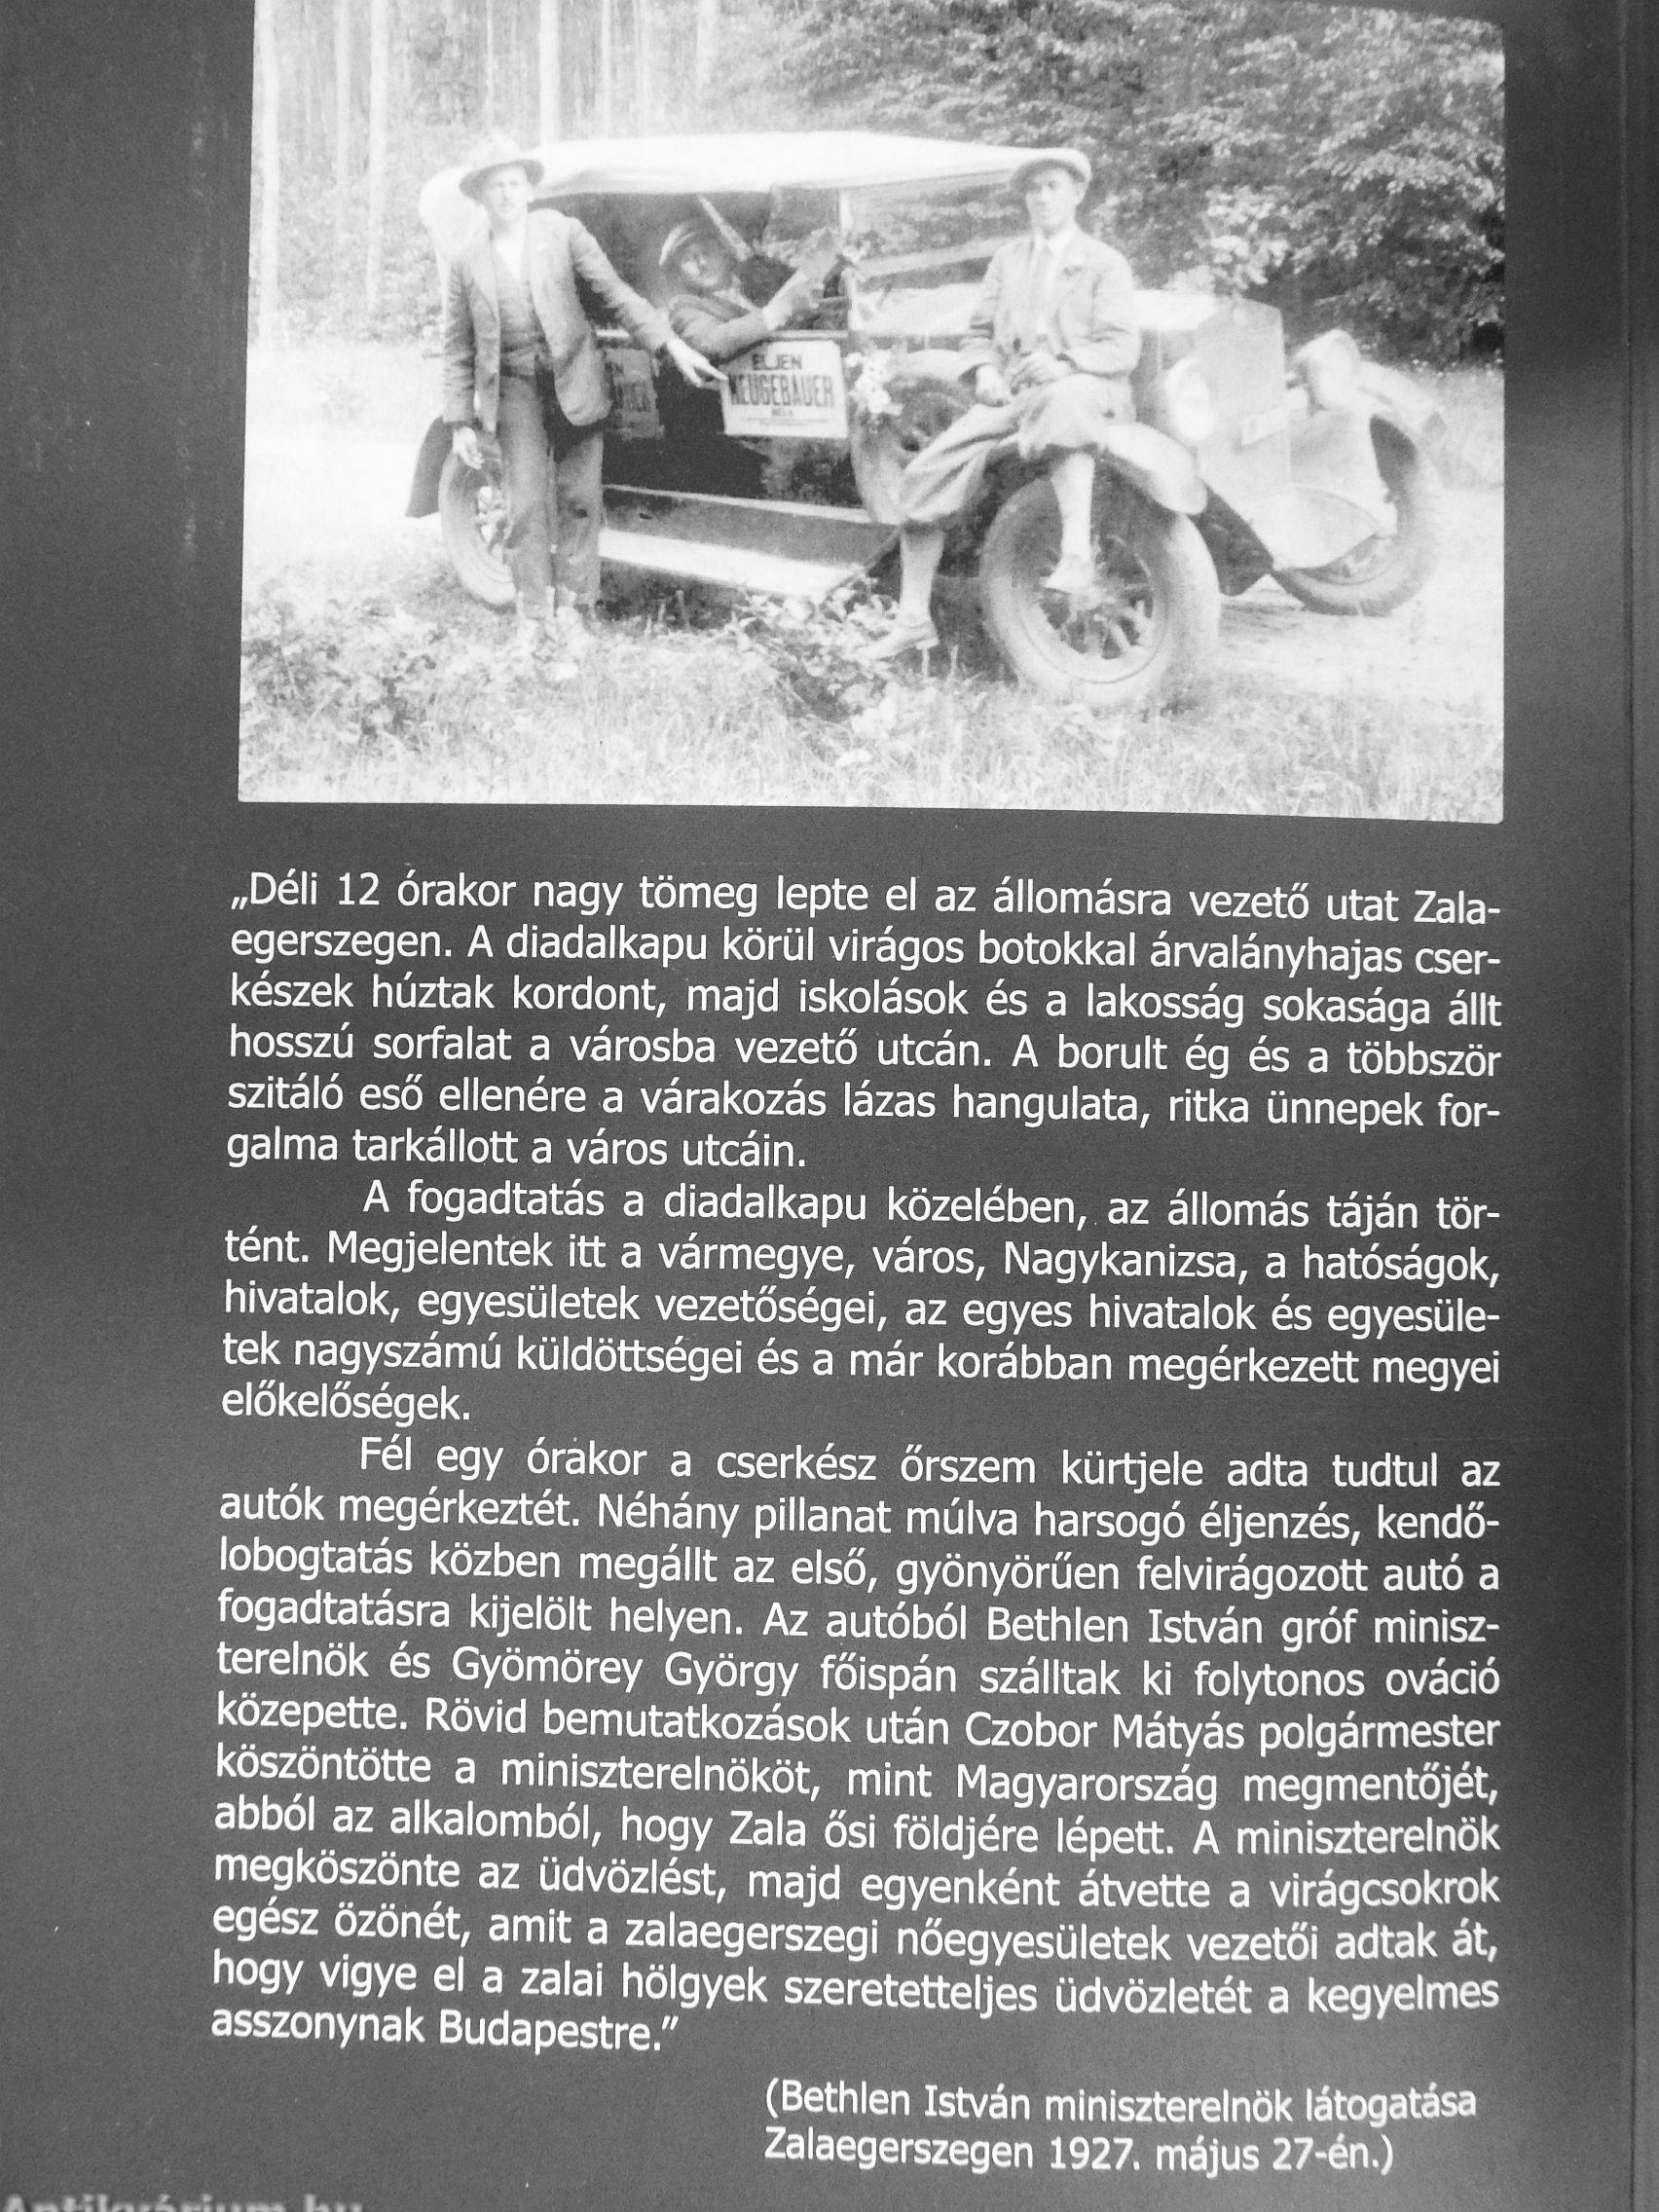 ÉLJEN
NEUGEBAUER
BÉLA
„Déli 12 órakor nagy tömeg lepte el az állomásra vezető utat Zala-
egerszegen. A diadalkapu körül virágos botokkal árvalányhajas cser-
készek húztak kordont, majd iskolások és a lakosság sokasága állt
hosszú sorfalat a városba vezető utcán. A borult ég és a többször
szitáló eső ellenére a várakozás lázas hangulata, ritka ünnepek for-
galma tarkállott a város utcáin.
A fogadtatás a diadalkapu közelében, az állomás táján tör-
tént. Megjelentek itt a vármegye, város, Nagykanizsa, a hatóságok,
hivatalok, egyesületek vezetőségei, az egyes hivatalok és egyesüle-
tek nagyszámú küldöttségei és a már korábban megérkezett megyei
előkelőségek.
Fél egy órakor a cserkész őrszem kürtjele adta tudtul az
autók megérkeztét. Néhány pillanat múlva harsogó éljenzés, kendő-
lobogtatás közben megállt az első, gyönyörűen felvirágozott autó a
fogadtatásra kijelölt helyen. Az autóból Bethlen István gróf minisz-
terelnök és Gyömörey György főispán szálltak ki folytonos ováció
közepette. Rövid bemutatkozások után Czobor Mátyás polgármester
köszöntötte a miniszterelnököt, mint Magyarország megmentőjét,
abból az alkalomból, hogy Zala ősi földjére lépett. A miniszterelnök
megköszönte az üdvözlést, majd egyenként átvette a virágcsokrok
egész özönét, amit a zalaegerszegi nőegyesületek vezetői adtak át,
hogy vigye el a zalai hölgyek szeretetteljes üdvözletét a kegyelmes
asszonynak Budapestre.”
(Bethlen István miniszterelnök látogatása
Zalaegerszegen 1927. május 27-én.)
Antikvárium.hu